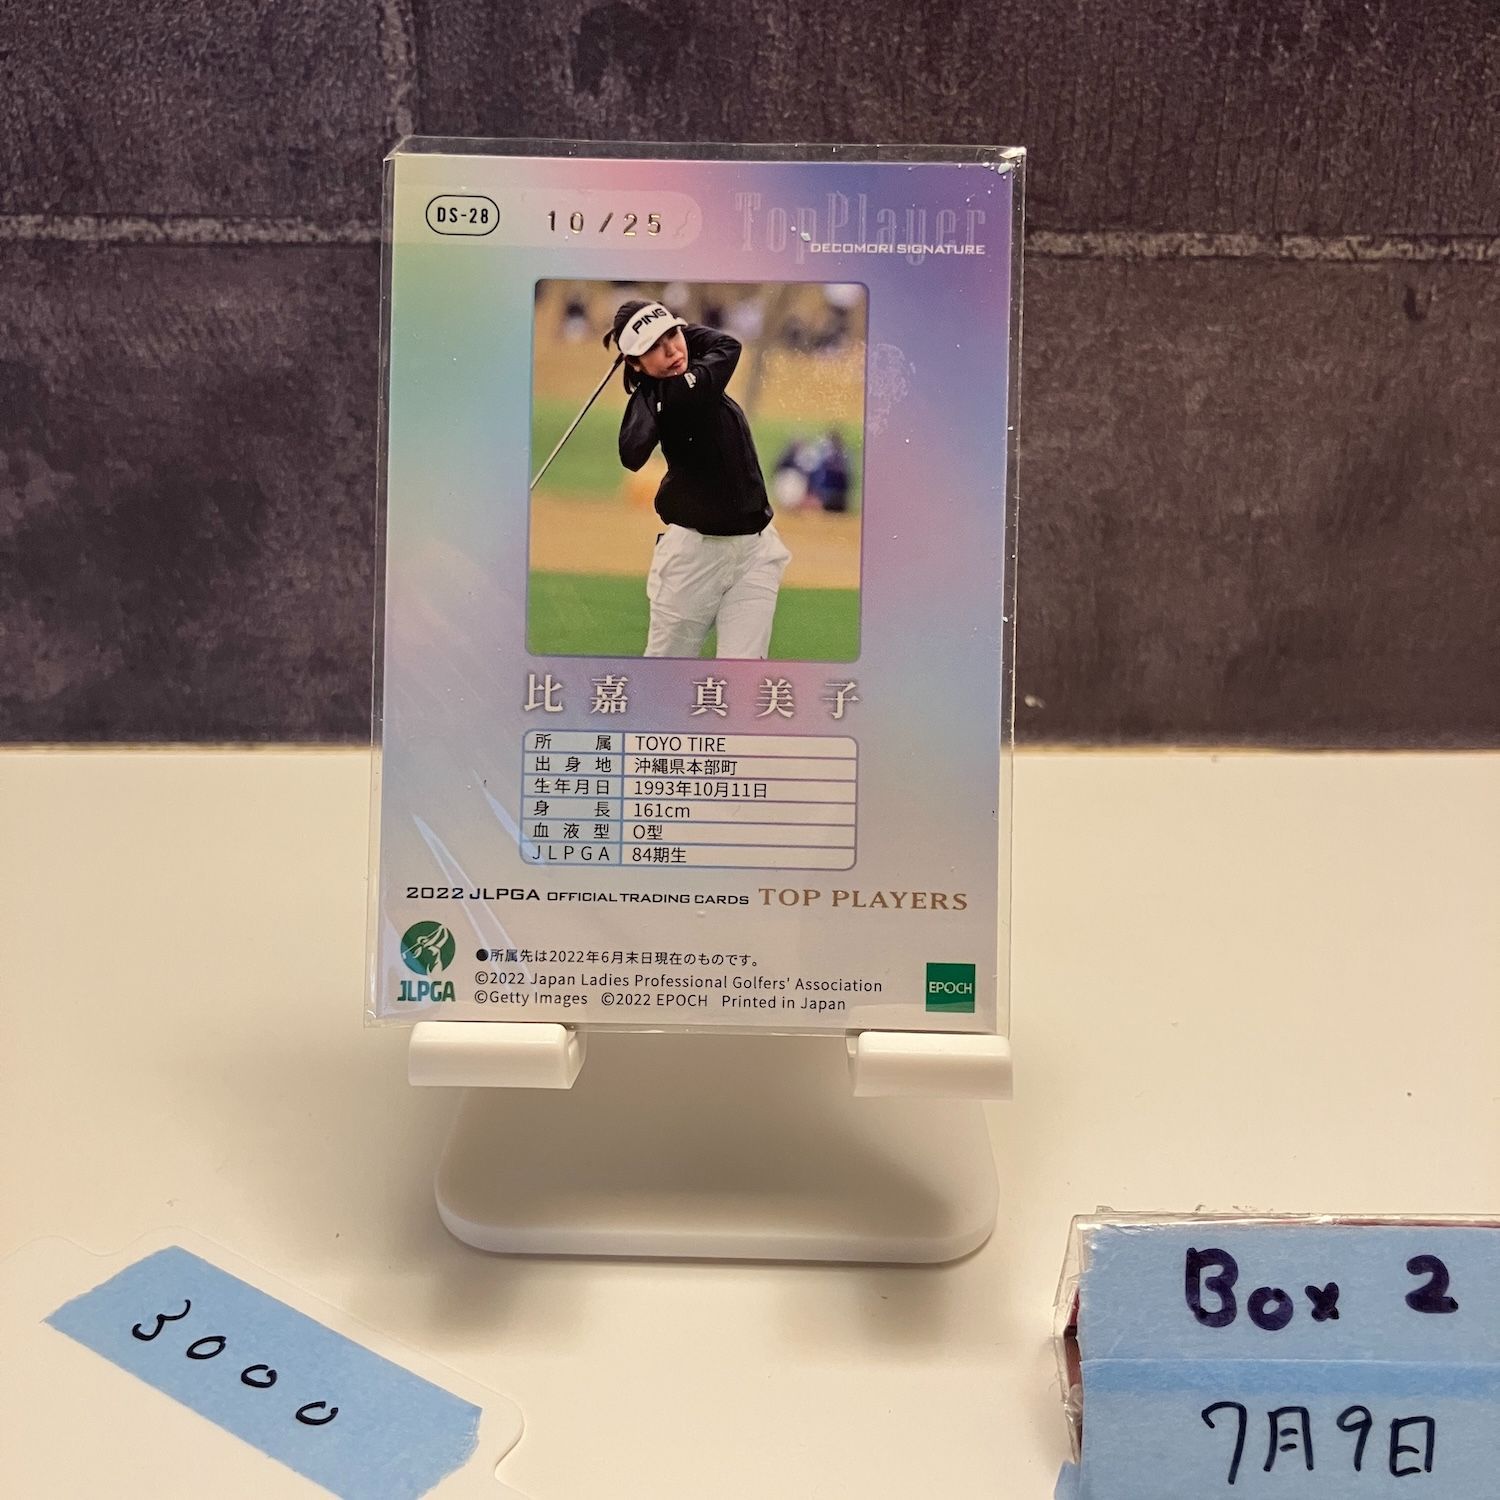 DS-28
10/25
TopPlayer
DECOMORI SIGNATURE
PING
比嘉 真美子
所属 TOYO TIRE
出身地 沖縄県本部町
生年月日 1993年10月11日
身長 161cm
血液型 O型
JLPGA 84期生
2022 JLPGA OFFICIAL TRADING CARDS TOP PLAYERS
●所属先は2022年6月末日現在のものです。
©2022 Japan Ladies Professional Golfers' Association
©Getty Images ©2022 EPOCH Printed in Japan
JLPGA
EPOCH
3000
Box 2
7月9日